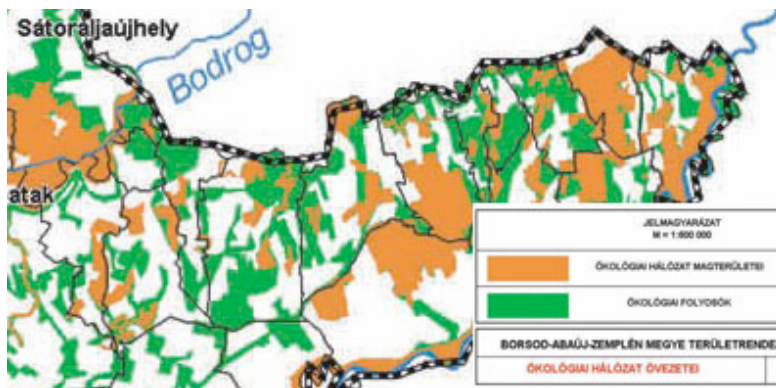 Sátoraljaújhely
Bodrog
atak
JELMAGYARÁZAT
M = 1:600 000
ÖKOLÓGIAI HÁLÓZAT MAGTERÜLETEI
ÖKOLÓGIAI FOLYOSÓK
BORSOD-ABAÚJ-ZEMPLÉN MEGYE TERÜLETRENDE
ÖKOLÓGIAI HÁLÓZAT ÖVEZETEI